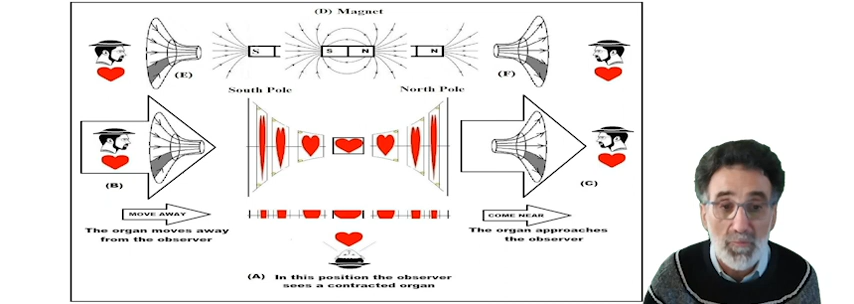 (D) Magnet
S
S N
N
(E)
(F)
South Pole
North Pole
(B)
(C)
MOVE AWAY
COME NEAR
The organ moves away
from the observer
The organ approaches
the observer
(A) In this position the observer
sees a contracted organ